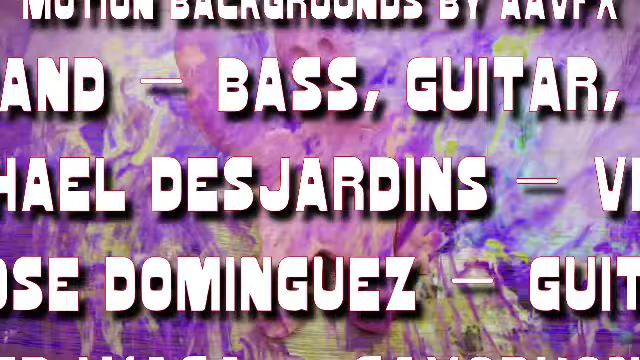 MOTION BACKGROUNDS BY AAVFX
AND — BASS, GUITAR,
HAEL DESJARDINS — V
OSE DOMINGUEZ — GUIT